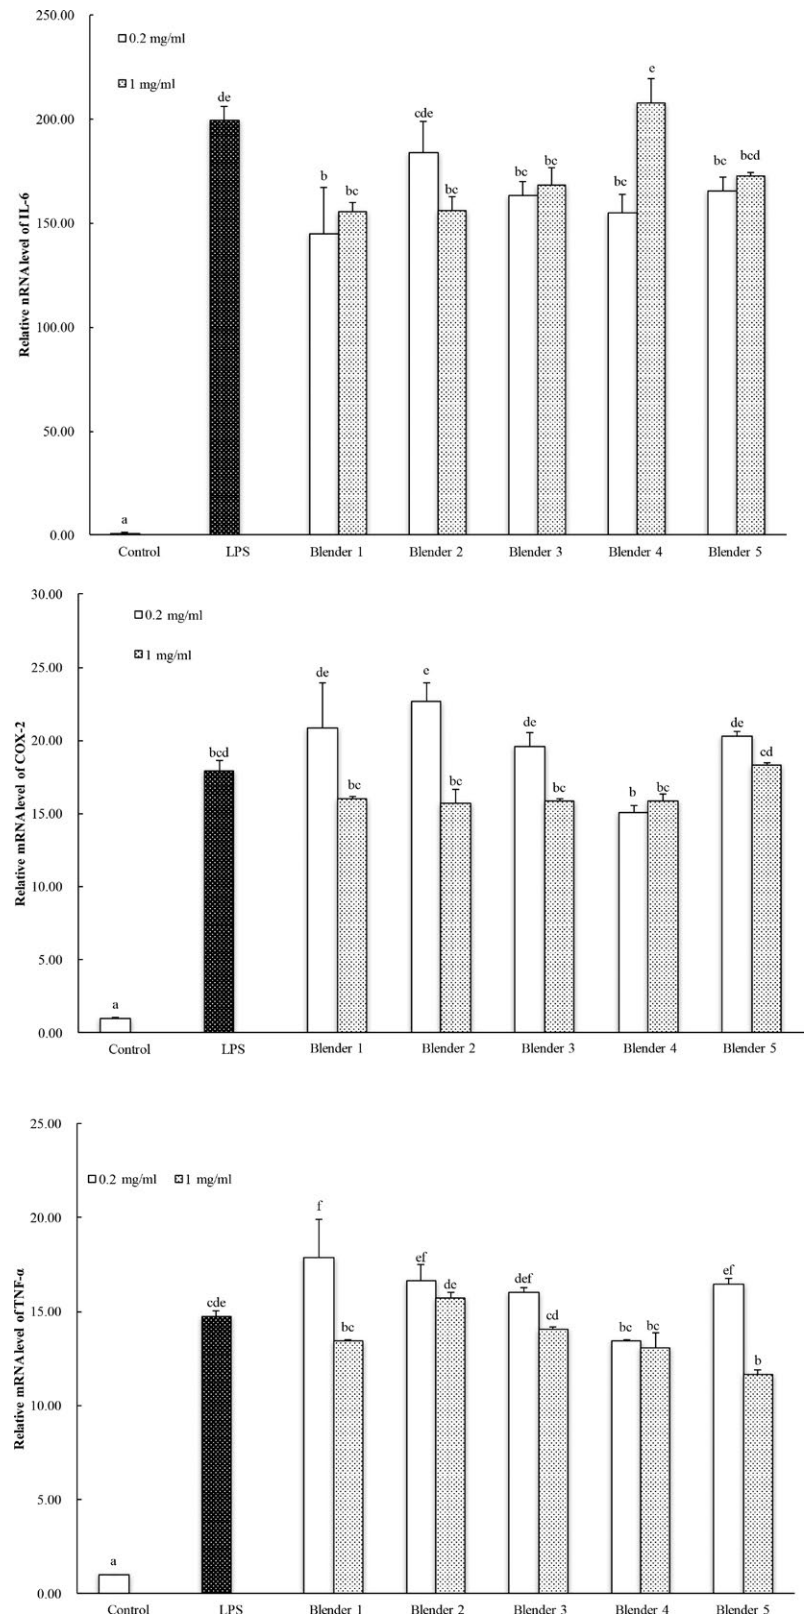 250.00
0.2 mg/ml
1 mg/ml
e
de
cde
200.00
bc
bc
bcd
b
bc
bc
bc
bc
150.00
Relative nRNA level of IL-6
100.00
50.00
a
0.00
Control LPS Blender 1 Blender 2 Blender 3 Blender 4 Blender 5
30.00
0.2 mg/ml
1 mg/ml
25.00
de
e
de
de
20.00
bcd
cd
bc
bc
bc
b
bc
15.00
Relative mRNA level of COX-2
10.00
5.00
a
0.00
Control LPS Blender 1 Blender 2 Blender 3 Blender 4 Blender 5
25.00
0.2 mg/ml 1 mg/ml
20.00
f
ef
def
ef
cde
de
15.00
bc
cd
bc
bc
b
Relative mRNA level of TNF-α
10.00
5.00
a
0.00
Control LPS Blender 1 Blender 2 Blender 3 Blender 4 Blender 5